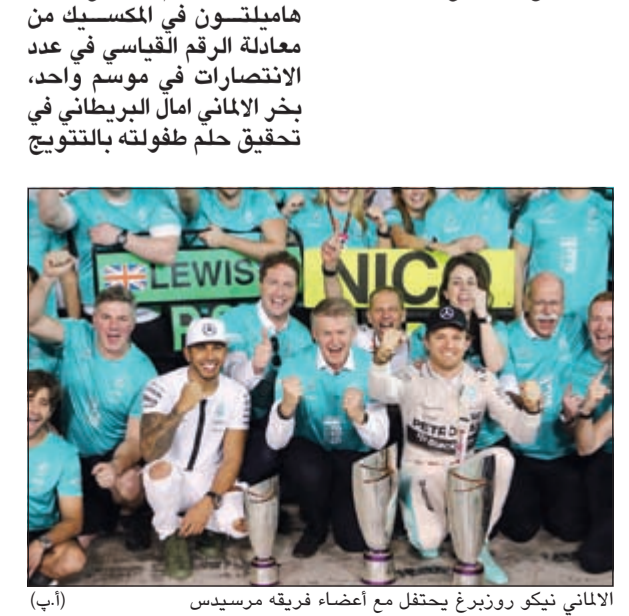 هاميلتـــون في المكســـيك من
معادلة الرقم القياسي في عدد
الانتصارات في موسم واحد،
بخر الالماني امال البريطاني في
تحقيق حلم طفولته بالتتويج
LEWIS
NICO
PETRONAS
الالماني نيكو روزبرغ يحتفل مع أعضاء فريقه مرسيدس
(أ.پ)